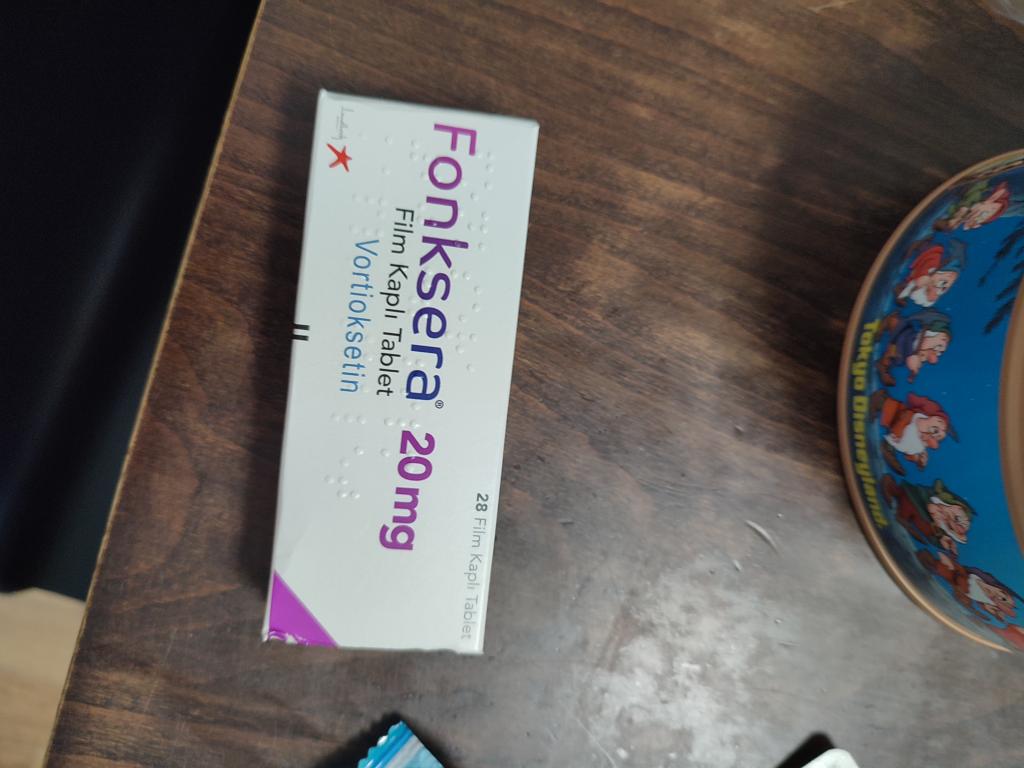 Fonksera® 20 mg
Film Kaplı Tablet
Vortioksetin
28 Film Kaplı Tablet
Tokyo Disneyland